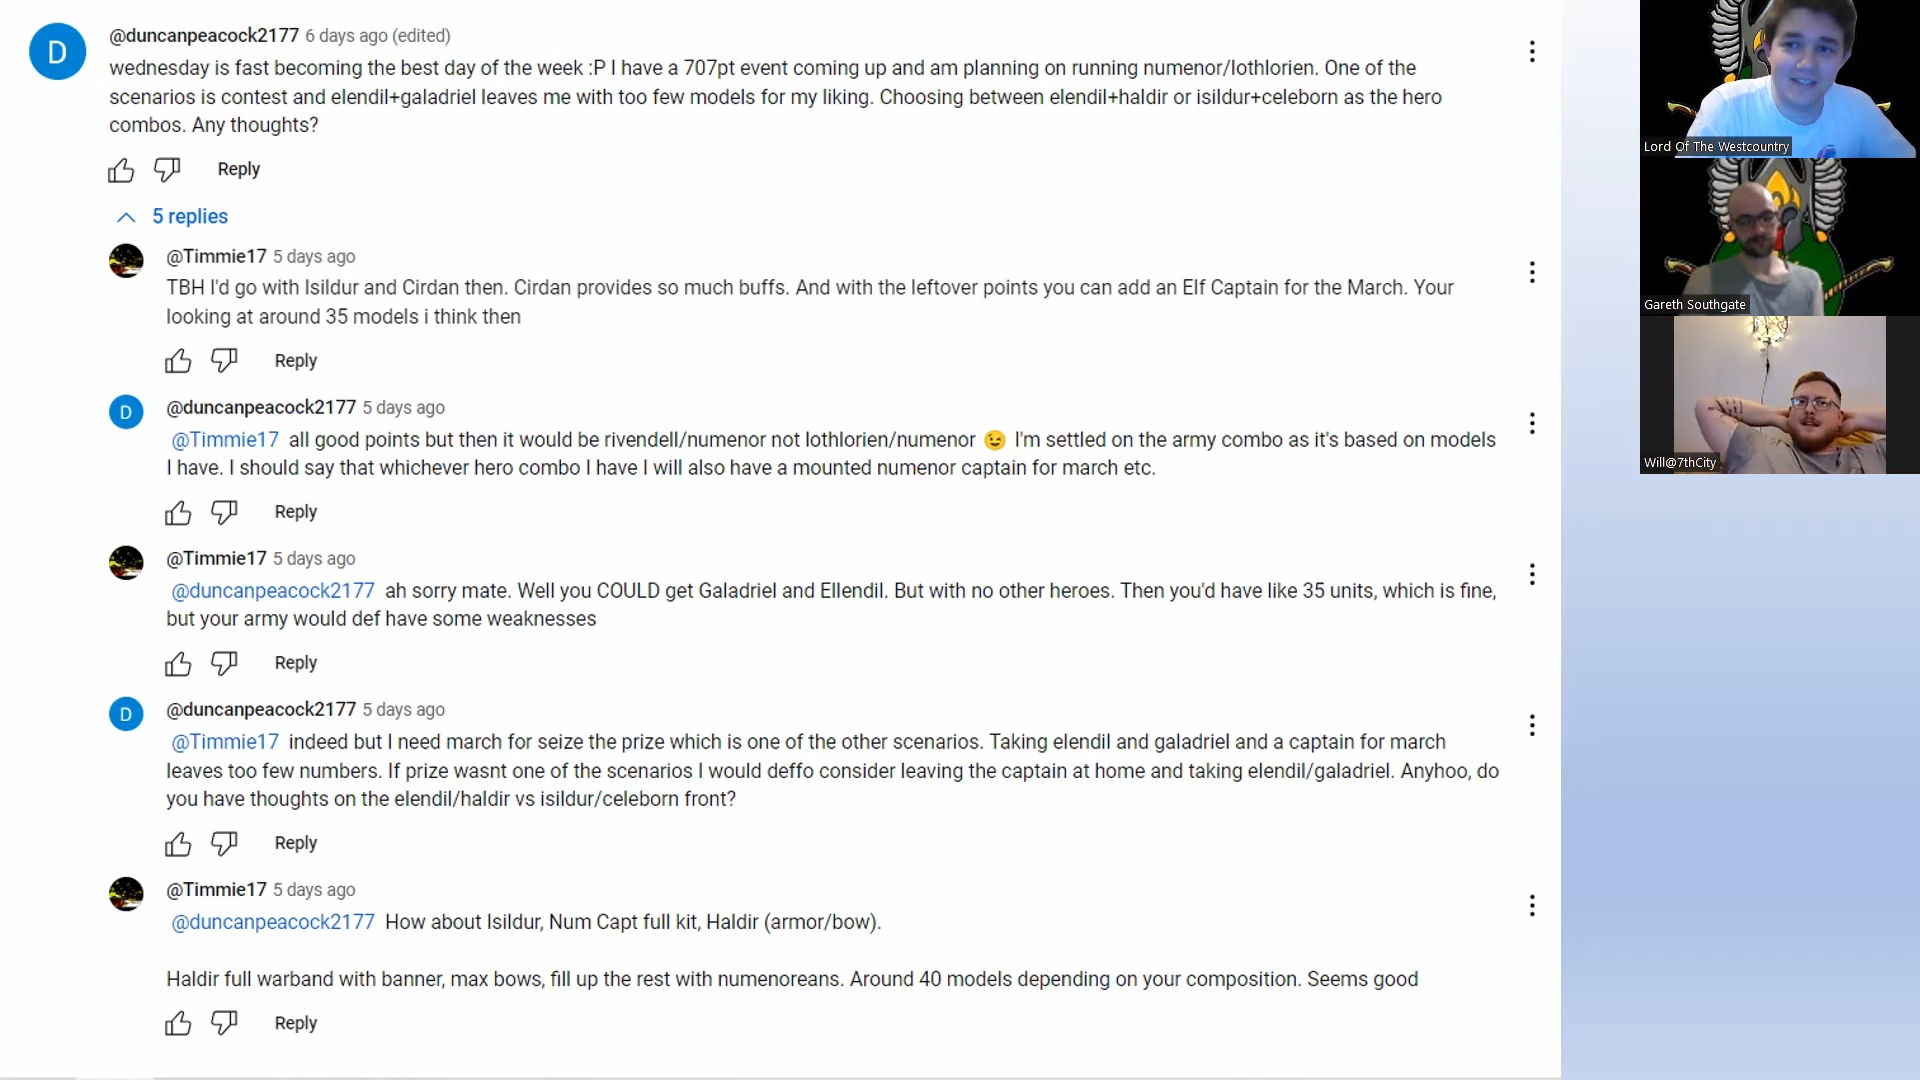 @duncanpeacock2177 6 days ago (edited)
wednesday is fast becoming the best day of the week :P I have a 707pt event coming up and am planning on running numenor/lothlorien. One of the
scenarios is contest and elendil+galadriel leaves me with too few models for my liking. Choosing between elendil+haldir or isildur+celeborn as the hero
combos. Any thoughts?
Reply
5 replies
@Timmie17 5 days ago
TBH I'd go with Isildur and Cirdan then. Cirdan provides so much buffs. And with the leftover points you can add an Elf Captain for the March. Your
looking at around 35 models i think then
Reply
D
@duncanpeacock2177 5 days ago
@Timmie17 all good points but then it would be rivendell/numenor not lothlorien/numenor 😉 I'm settled on the army combo as it's based on models
I have. I should say that whichever hero combo I have I will also have a mounted numenor captain for march etc.
Reply
@Timmie17 5 days ago
@duncanpeacock2177 ah sorry mate. Well you COULD get Galadriel and Ellendil. But with no other heroes. Then you'd have like 35 units, which is fine,
but your army would def have some weaknesses
Reply
D
@duncanpeacock2177 5 days ago
@Timmie17 indeed but I need march for seize the prize which is one of the other scenarios. Taking elendil and galadriel and a captain for march
leaves too few numbers. If prize wasnt one of the scenarios I would deffo consider leaving the captain at home and taking elendil/galadriel. Anyhoo, do
you have thoughts on the elendil/haldir vs isildur/celeborn front?
Reply
@Timmie17 5 days ago
@duncanpeacock2177 How about Isildur, Num Capt full kit, Haldir (armor/bow).
Haldir full warband with banner, max bows, fill up the rest with numenoreans. Around 40 models depending on your composition. Seems good
Reply
D
Lord Of The Westcountry
Gareth Southgate
Will@7thCity